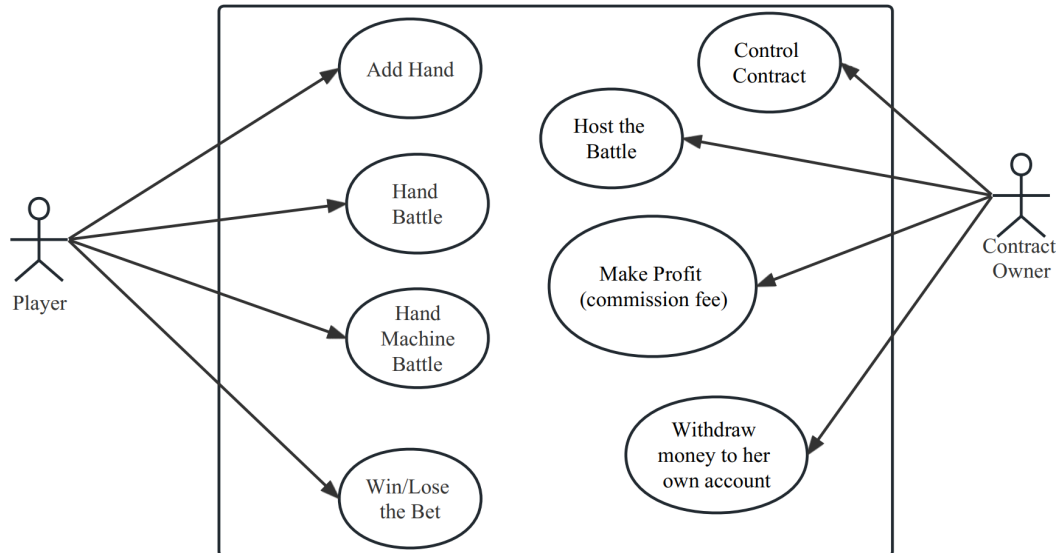 Add Hand
Control
Contract
Host the
Battle
Hand
Battle
Player
Contract
Owner
Make Profit
(commission fee)
Hand
Machine
Battle
Withdraw
money to her
own account
Win/Lose
the Bet